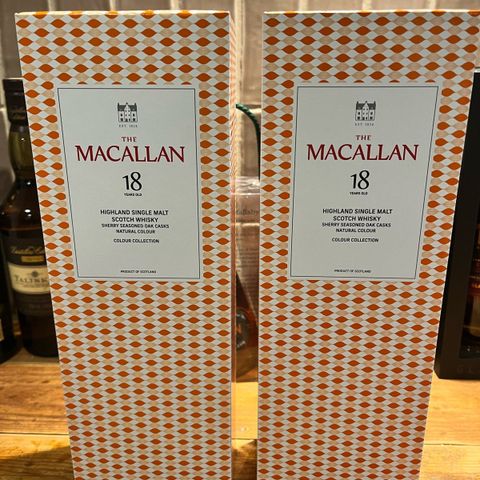 EST. 1824
THE
MACALLAN
18
YEARS OLD
HIGHLAND SINGLE MALT
SCOTCH WHISKY
SHERRY SEASONED OAK CASKS
NATURAL COLOUR
COLOUR COLLECTION
PRODUCT OF SCOTLAND
EST. 1824
THE
MACALLAN
18
YEARS OLD
HIGHLAND SINGLE MALT
SCOTCH WHISKY
SHERRY SEASONED OAK CASKS
NATURAL COLOUR
COLOUR COLLECTION
PRODUCT OF SCOTLAND